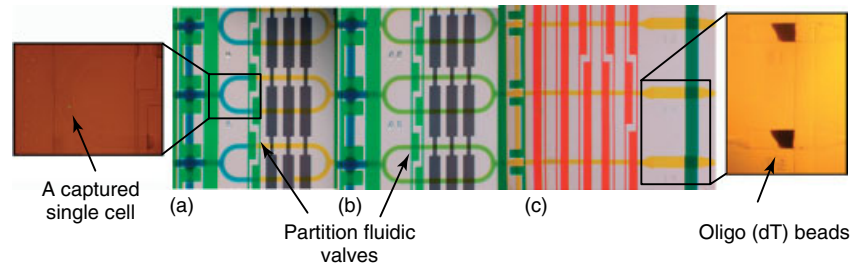 A captured
single cell
(a)
Partition fluidic
valves
(b)
(c)
Oligo (dT) beads